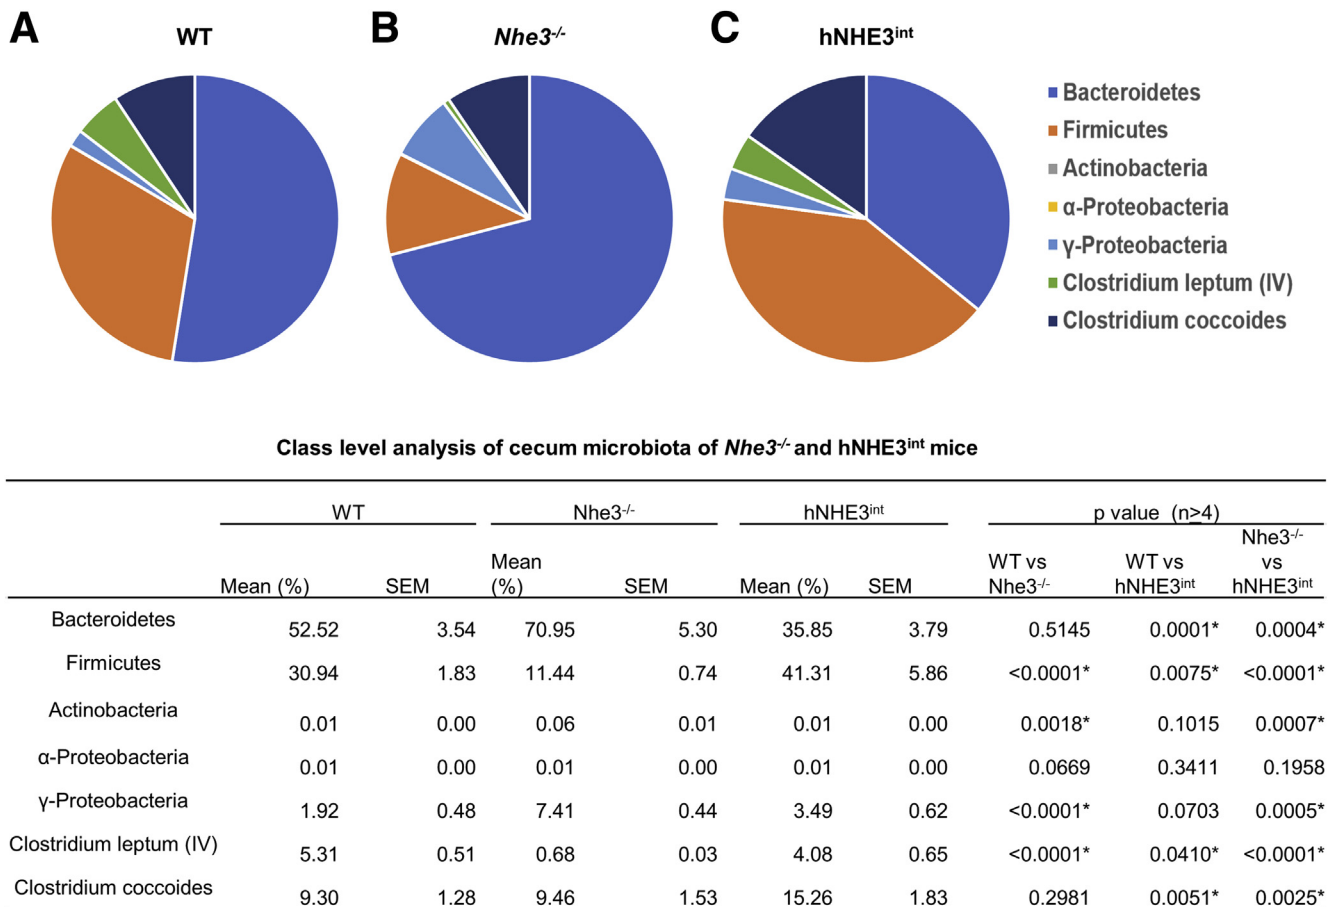 A WT B Nhe3-/- C hNHE3int
Bacteroidetes
Firmicutes
Actinobacteria
α-Proteobacteria
γ-Proteobacteria
Clostridium leptum (IV)
Clostridium coccoides
Class level analysis of cecum microbiota of Nhe3-/- and hNHE3int mice
WT Nhe3-/- hNHE3int p value (n≥4)
Mean (%) SEM Mean (%) SEM Mean (%) SEM WT vs Nhe3-/- WT vs hNHE3int Nhe3-/- vs hNHE3int
Bacteroidetes 52.52 3.54 70.95 5.30 35.85 3.79 0.5145 0.0001* 0.0004*
Firmicutes 30.94 1.83 11.44 0.74 41.31 5.86 <0.0001* 0.0075* <0.0001*
Actinobacteria 0.01 0.00 0.06 0.01 0.01 0.00 0.0018* 0.1015 0.0007*
α-Proteobacteria 0.01 0.00 0.01 0.00 0.01 0.00 0.0669 0.3411 0.1958
γ-Proteobacteria 1.92 0.48 7.41 0.44 3.49 0.62 <0.0001* 0.0703 0.0005*
Clostridium leptum (IV) 5.31 0.51 0.68 0.03 4.08 0.65 <0.0001* 0.0410* <0.0001*
Clostridium coccoides 9.30 1.28 9.46 1.53 15.26 1.83 0.2981 0.0051* 0.0025*